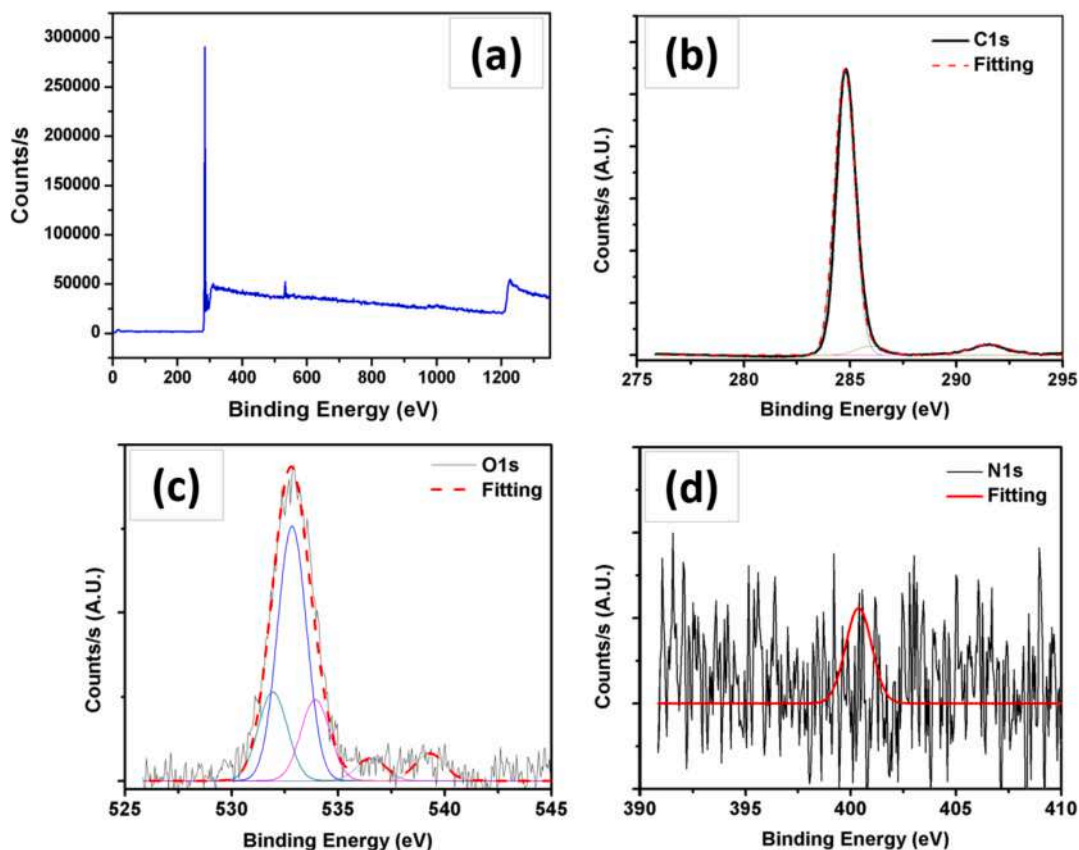 (a)
300000
250000
200000
150000
100000
50000
0
Counts/s
0 200 400 600 800 1000 1200
Binding Energy (eV)
(b)
C1s
Fitting
Counts/s (A.U.)
275 280 285 290 295
Binding Energy (eV)
(c)
O1s
Fitting
Counts/s (A.U.)
525 530 535 540 545
Binding Energy (eV)
(d)
N1s
Fitting
Counts/s (A.U.)
390 395 400 405 410
Binding Energy (eV)